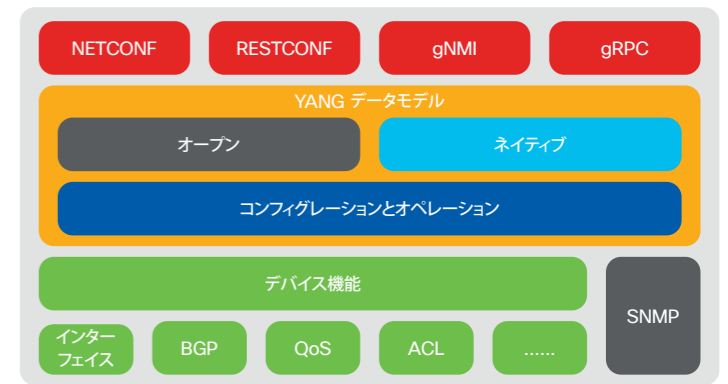 NETCONF
RESTCONF
gNMI
gRPC
YANG データモデル
オープン
ネイティブ
コンフィグレーションとオペレーション
デバイス機能
SNMP
インター
フェイス
BGP
QoS
ACL
......